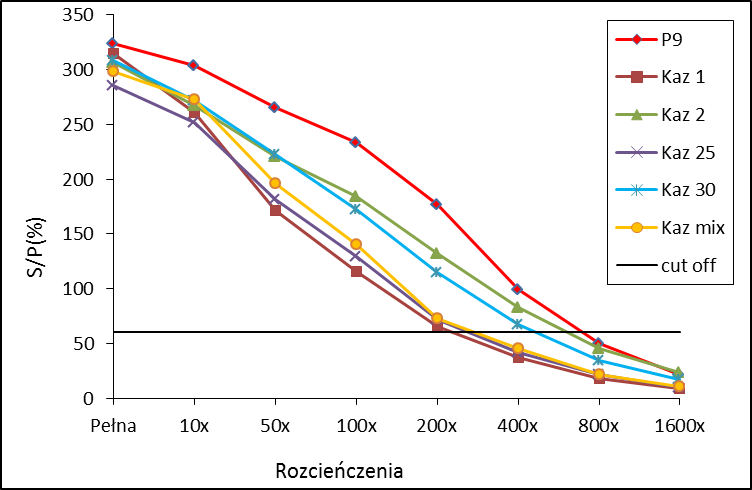 350
300
250
200
150
100
50
0
S/P(%)
Pełna 10x 50x 100x 200x 400x 800x 1600x
Rozcieńczenia
P9
Kaz 1
Kaz 2
Kaz 25
Kaz 30
Kaz mix
cut off